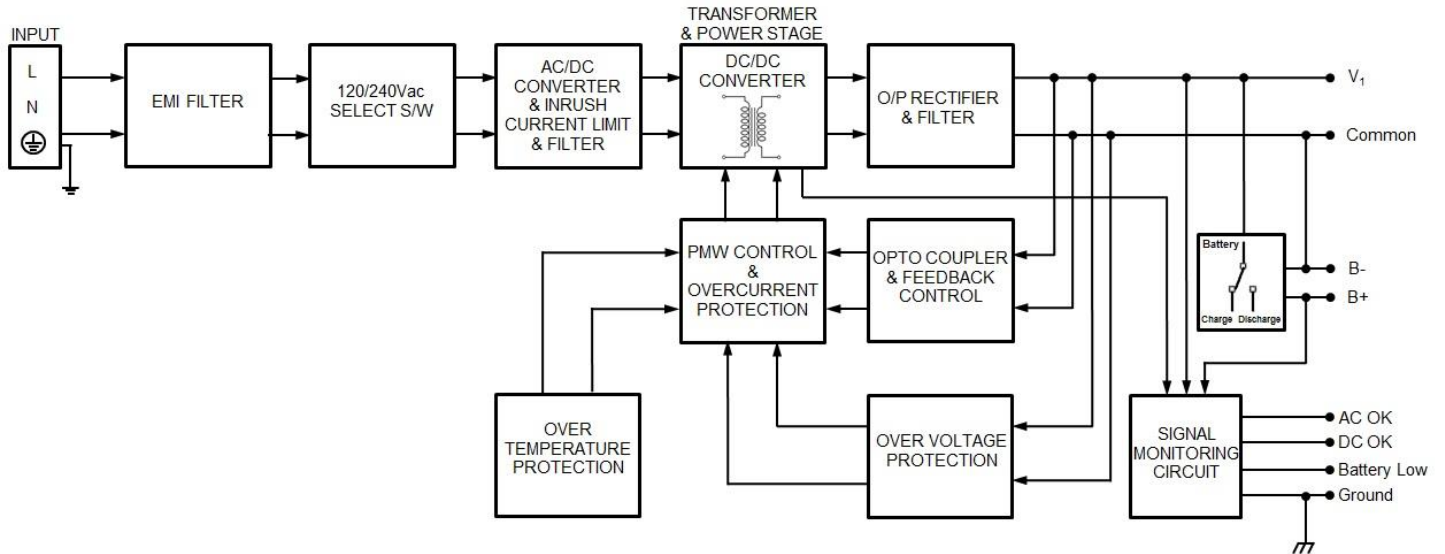 TRANSFORMER
& POWER STAGE
INPUT
L
N
EMI FILTER
120/240Vac
SELECT S/W
AC/DC
CONVERTER
& INRUSH
CURRENT LIMIT
& FILTER
DC/DC
CONVERTER
O/P RECTIFIER
& FILTER
V₁
Common
PMW CONTROL
&
OVERCURRENT
PROTECTION
OPTO COUPLER
& FEEDBACK
CONTROL
Battery
Charge Discharge
B-
B+
OVER
TEMPERATURE
PROTECTION
OVER VOLTAGE
PROTECTION
SIGNAL
MONITORING
CIRCUIT
AC OK
DC OK
Battery Low
Ground